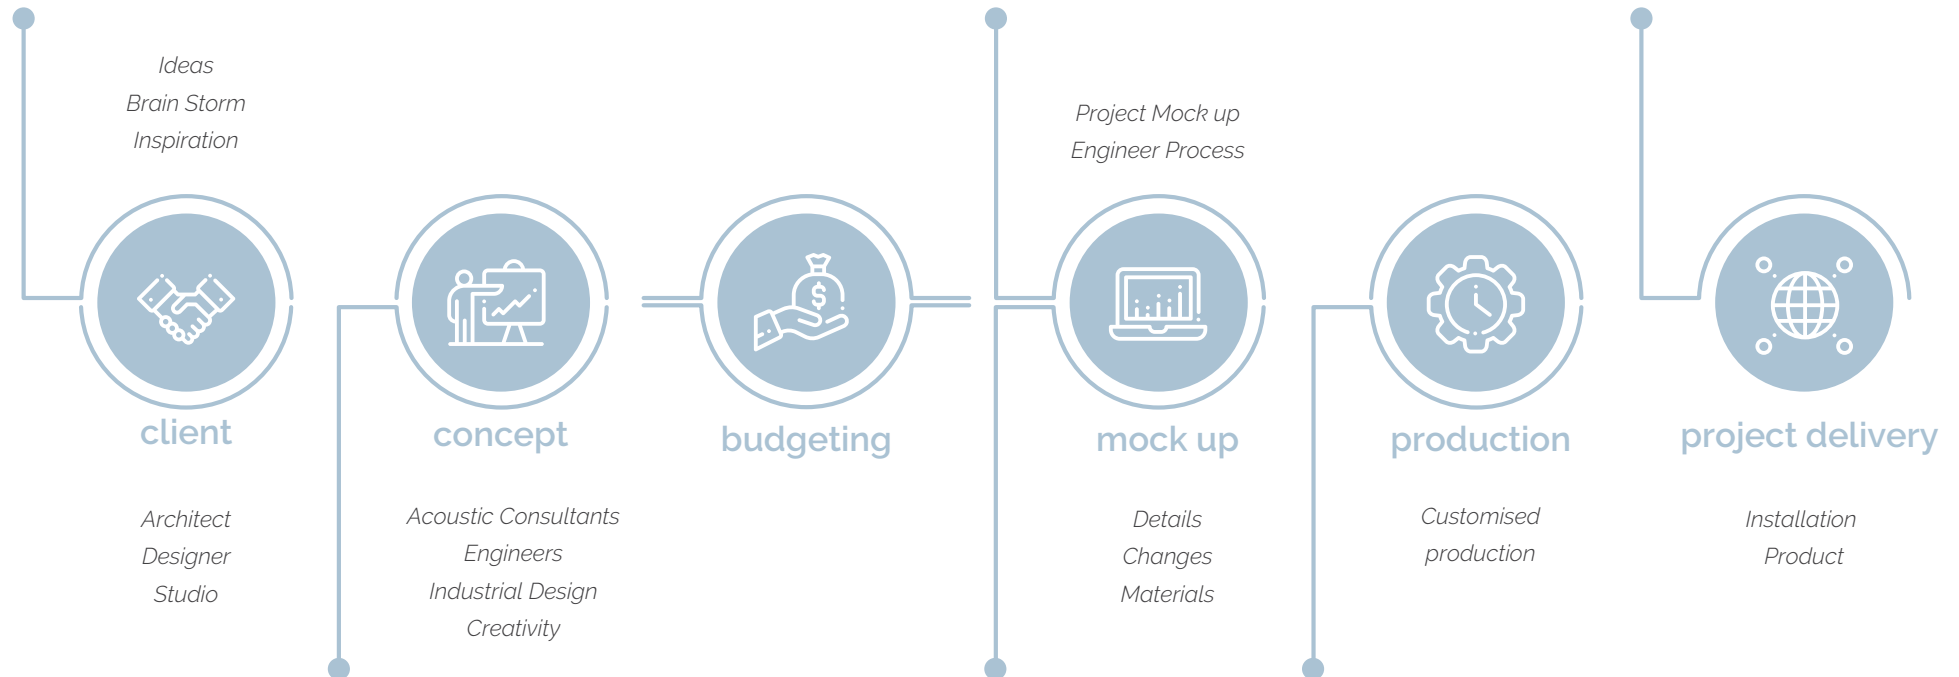 Ideas
Brain Storm
Inspiration
client
Architect
Designer
Studio
concept
Acoustic Consultants
Engineers
Industrial Design
Creativity
$
budgeting
Project Mock up
Engineer Process
mock up
Details
Changes
Materials
production
Customised
production
project delivery
Installation
Product